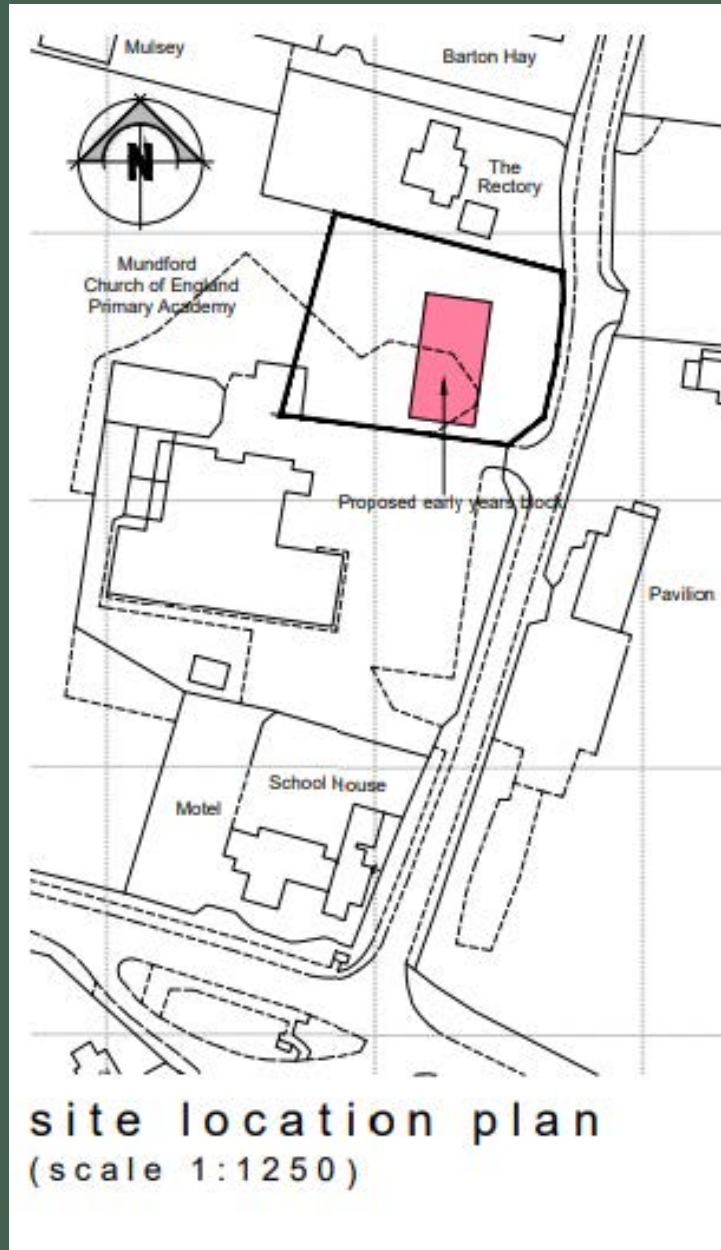 Mulsey
Barton Hay
N
The
Rectory
Mundford
Church of England
Primary Academy
Proposed early years block
Pavilion
School House
Motel
site location plan
(scale 1:1250)